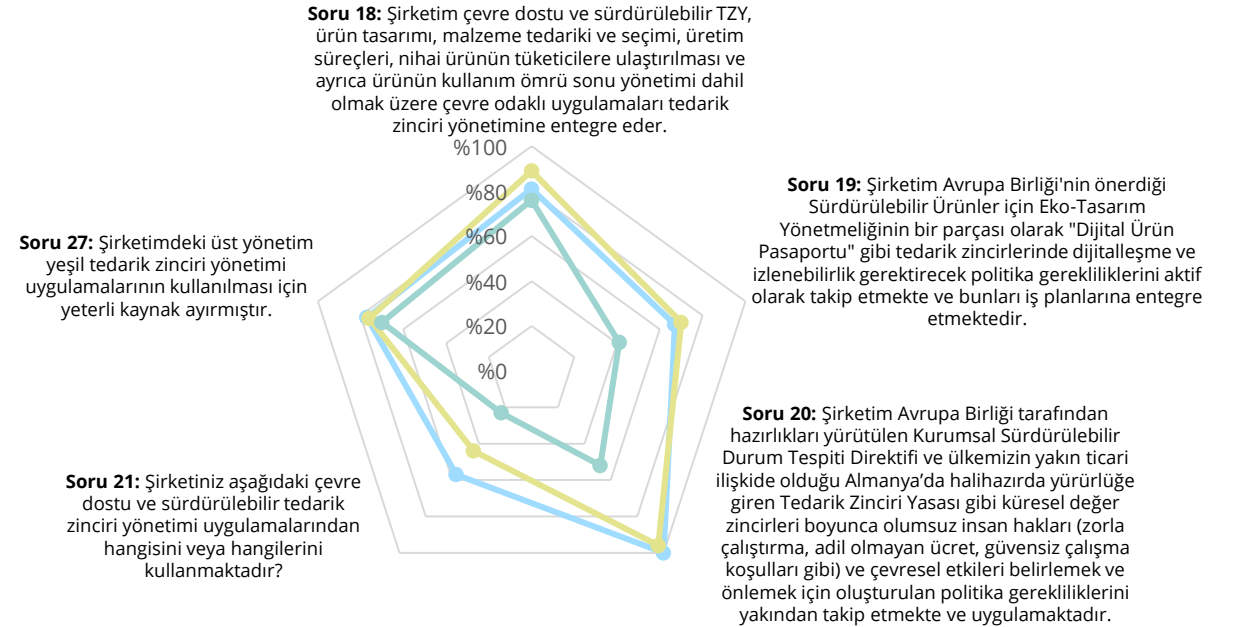 Soru 18: Şirketim çevre dostu ve sürdürülebilir TZY,
ürün tasarımı, malzeme tedariki ve seçimi, üretim
süreçleri, nihai ürünün tüketicilere ulaştırılması ve
ayrıca ürünün kullanım ömrü sonu yönetimi dahil
olmak üzere çevre odaklı uygulamaları tedarik
zinciri yönetimine entegre eder.
%100
%80
%60
%40
%20
%0
Soru 19: Şirketim Avrupa Birliği'nin önerdiği
Sürdürülebilir Ürünler için Eko-Tasarım
Yönetmeliğinin bir parçası olarak "Dijital Ürün
Pasaportu" gibi tedarik zincirlerinde dijitalleşme ve
izlenebilirlik gerektirecek politika gerekliliklerini aktif
olarak takip etmekte ve bunları iş planlarına entegre
etmektedir.
Soru 27: Şirketimdeki üst yönetim
yeşil tedarik zinciri yönetimi
uygulamalarının kullanılması için
yeterli kaynak ayırmıştır.
Soru 20: Şirketim Avrupa Birliği tarafından
hazırlıkları yürütülen Kurumsal Sürdürülebilir
Durum Tespiti Direktifi ve ülkemizin yakın ticari
ilişkide olduğu Almanya’da halihazırda yürürlüğe
giren Tedarik Zinciri Yasası gibi küresel değer
zincirleri boyunca olumsuz insan hakları (zorla
çalıştırma, adil olmayan ücret, güvensiz çalışma
koşulları gibi) ve çevresel etkileri belirlemek ve
önlemek için oluşturulan politika gerekliliklerini
yakından takip etmekte ve uygulamaktadır.
Soru 21: Şirketiniz aşağıdaki çevre
dostu ve sürdürülebilir tedarik
zinciri yönetimi uygulamalarından
hangisini veya hangilerini
kullanmaktadır?